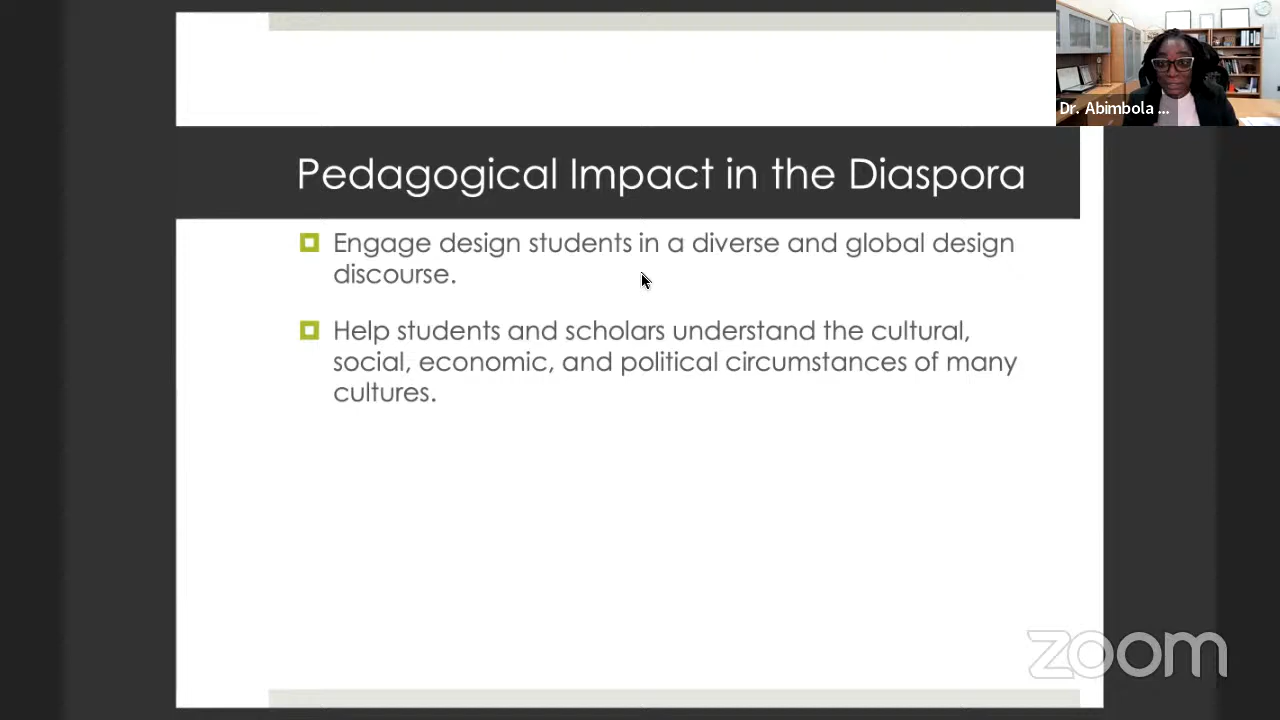 Dr. Abimbola ...
Pedagogical Impact in the Diaspora
Engage design students in a diverse and global design
discourse.
Help students and scholars understand the cultural,
social, economic, and political circumstances of many
cultures.
zoom